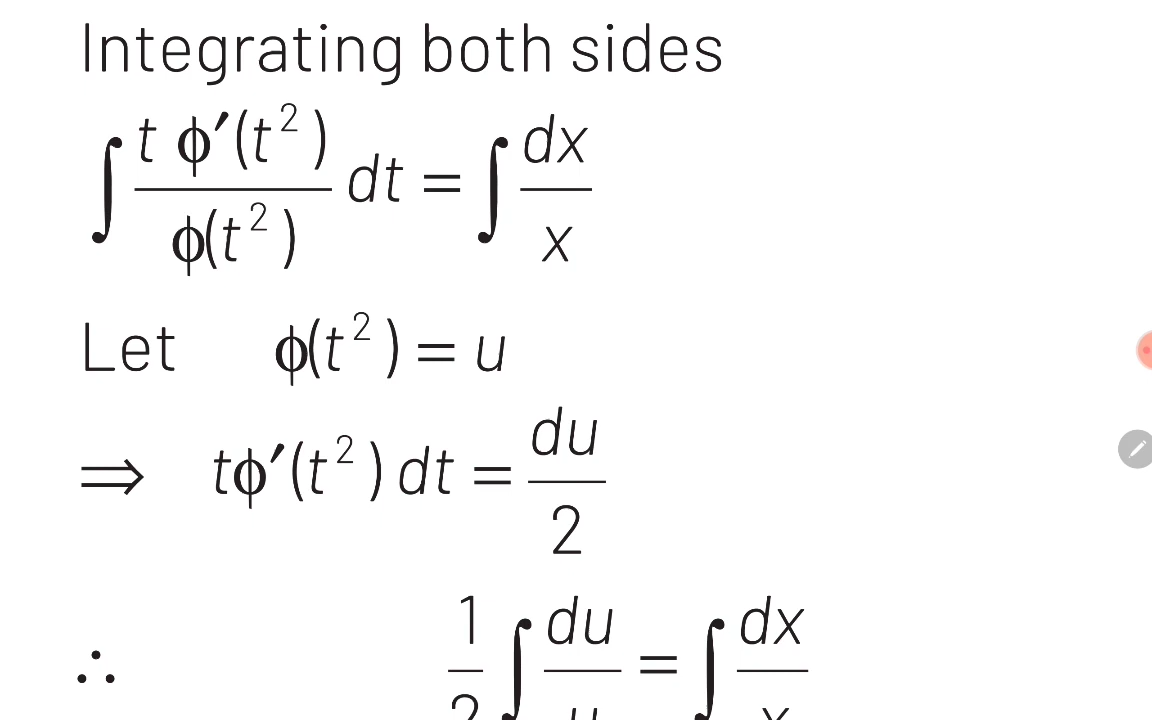 Integrating both sides
∫ t ϕ′(t²) / ϕ(t²) dt = ∫ dx / x
Let ϕ(t²) = u
⇒ tϕ′(t²) dt = du / 2
∴ 1/2 ∫ du / u = ∫ dx / x